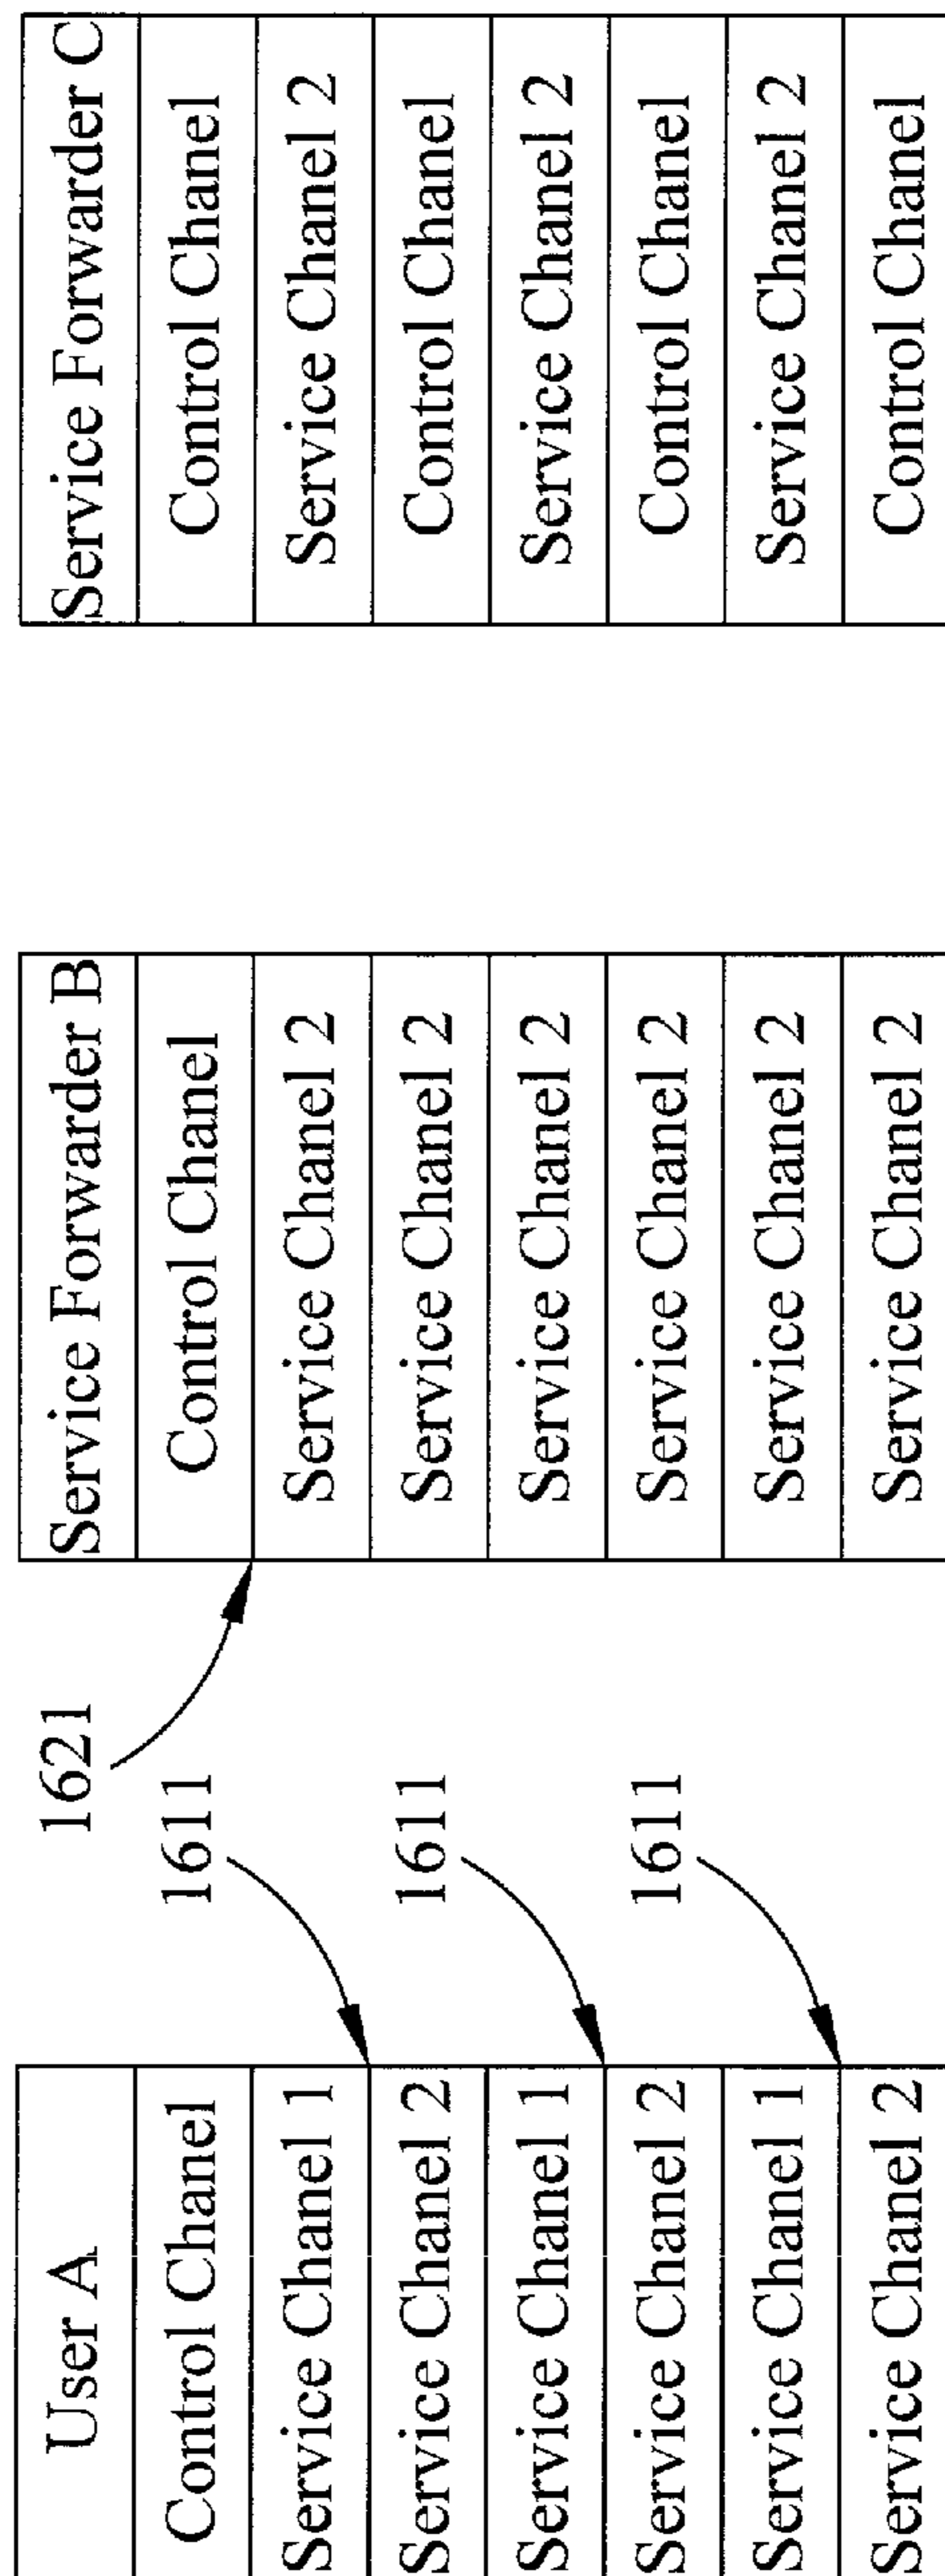 User A
Control Chanel
Service Chanel 1
Service Chanel 2
Service Chanel 1
Service Chanel 2
Service Chanel 1
Service Chanel 2
1621
1611
1611
1611
Service Forwarder B
Control Chanel
Service Chanel 2
Service Chanel 2
Service Chanel 2
Service Chanel 2
Service Chanel 2
Service Chanel 2
Service Forwarder C
Control Chanel
Service Chanel 2
Control Chanel
Service Chanel 2
Control Chanel
Service Chanel 2
Control Chanel